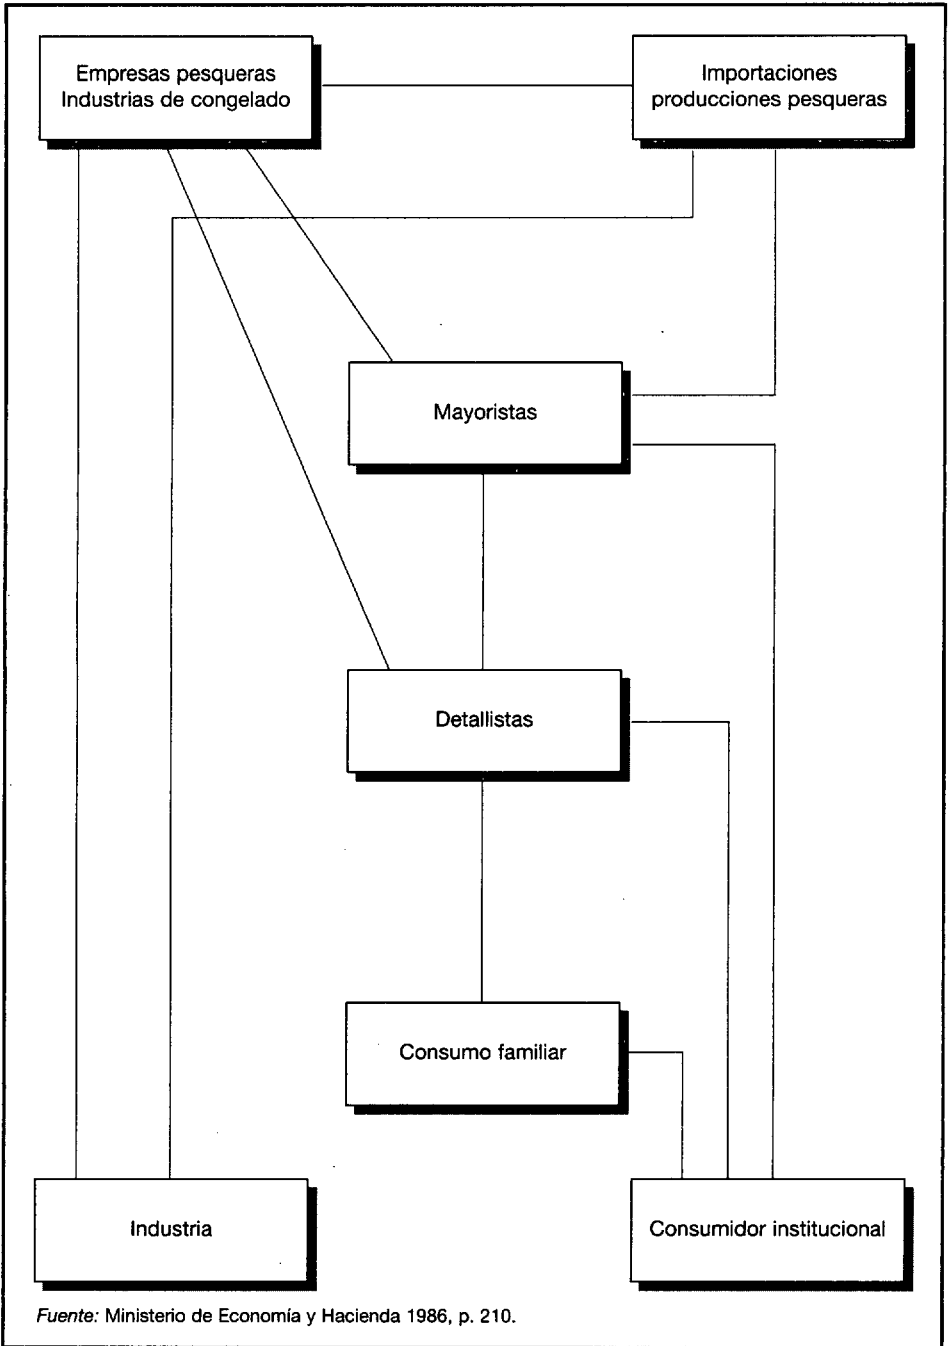 Empresas pesqueras
Industrias de congelado
Importaciones
producciones pesqueras
Mayoristas
Detallistas
Consumo familiar
Industria
Consumidor institucional
Fuente: Ministerio de Economía y Hacienda 1986, p. 210.